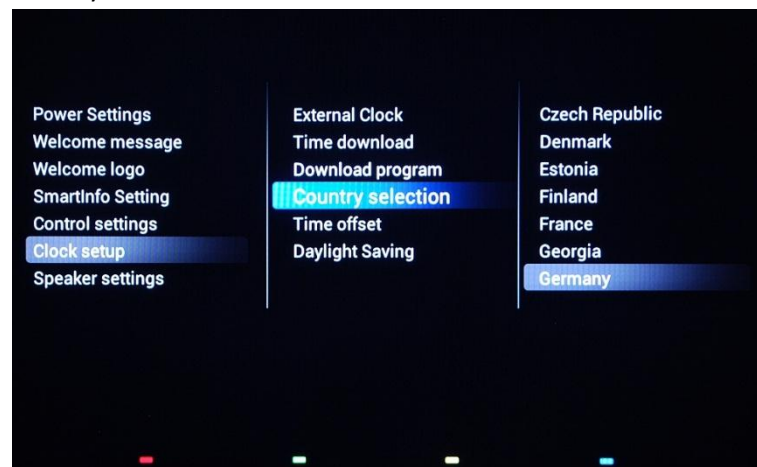 Power Settings
Welcome message
Welcome logo
SmartInfo Setting
Control settings
Clock setup
Speaker settings
External Clock
Time download
Download program
Country selection
Time offset
Daylight Saving
Czech Republic
Denmark
Estonia
Finland
France
Georgia
Germany